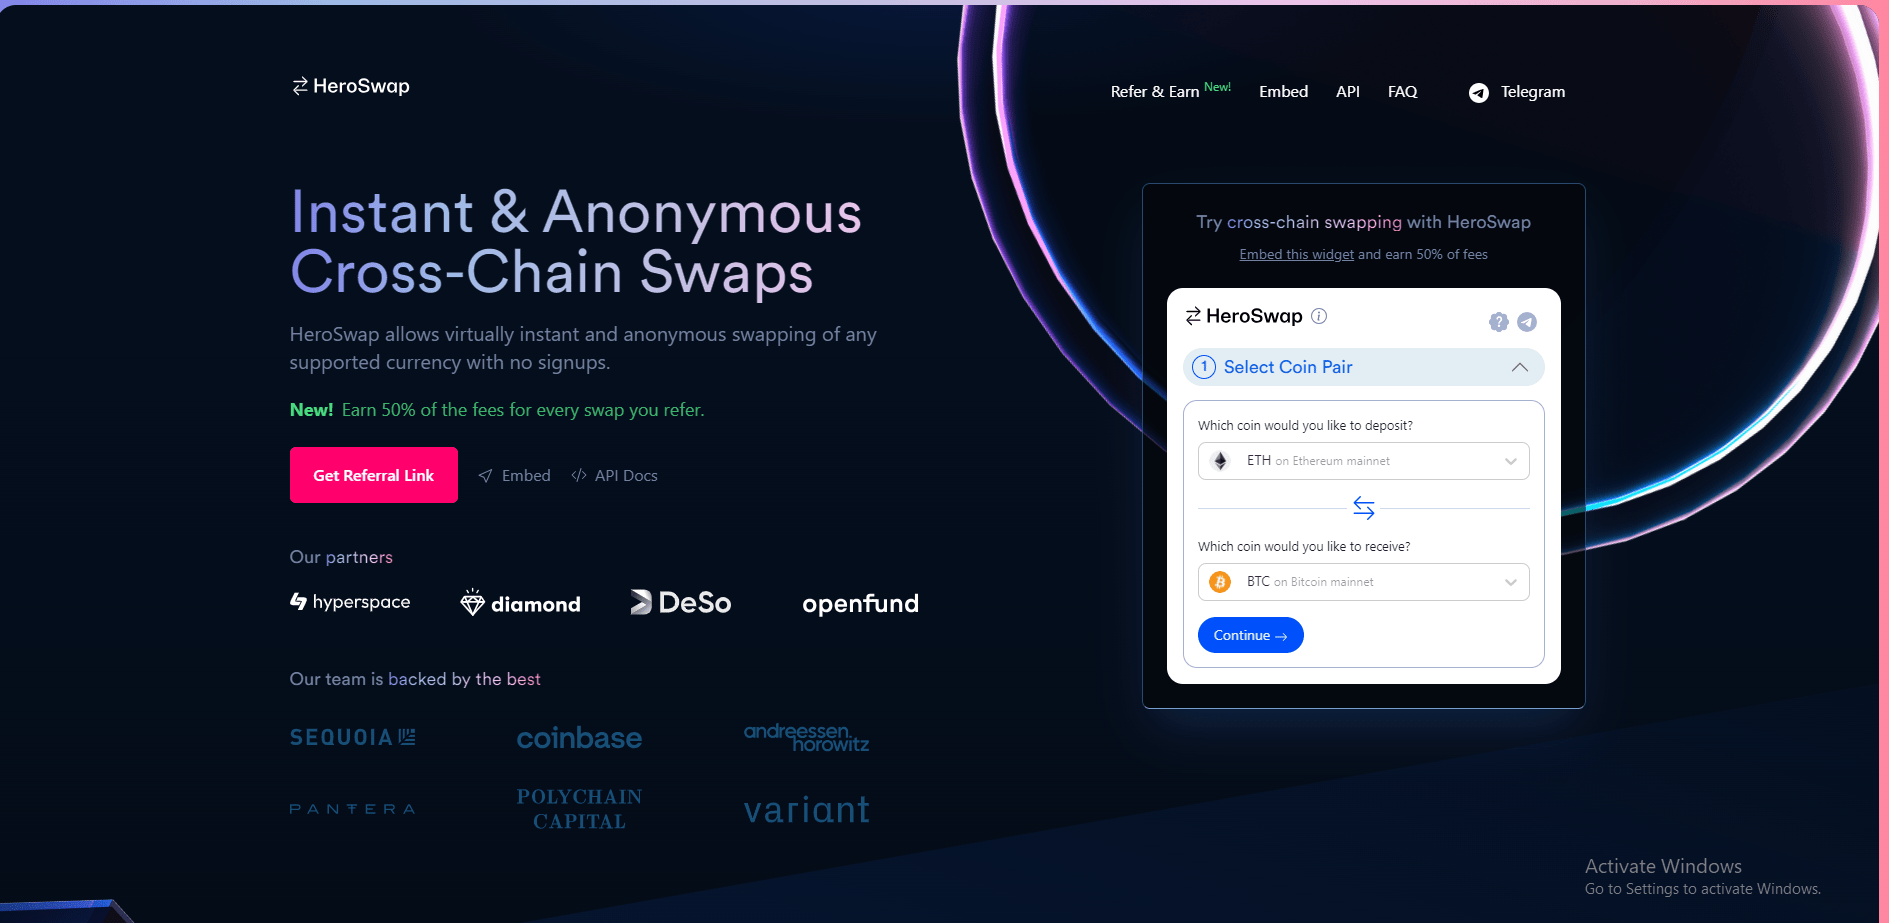 HeroSwap
Refer & Earn New!
Embed
API
FAQ
Telegram
Instant & Anonymous
Cross-Chain Swaps
HeroSwap allows virtually instant and anonymous swapping of any
supported currency with no signups.
New! Earn 50% of the fees for every swap you refer.
Get Referral Link
Embed
API Docs
Our partners
hyperspace
diamond
DeSo
openfund
Our team is backed by the best
SEQUOIA
coinbase
andreessen.
horowitz
PANTERA
POLYCHAIN
CAPITAL
variant
Try cross-chain swapping with HeroSwap
Embed this widget and earn 50% of fees
HeroSwap
1 Select Coin Pair
Which coin would you like to deposit?
ETH on Ethereum mainnet
Which coin would you like to receive?
BTC on Bitcoin mainnet
Continue →
Activate Windows
Go to Settings to activate Windows.